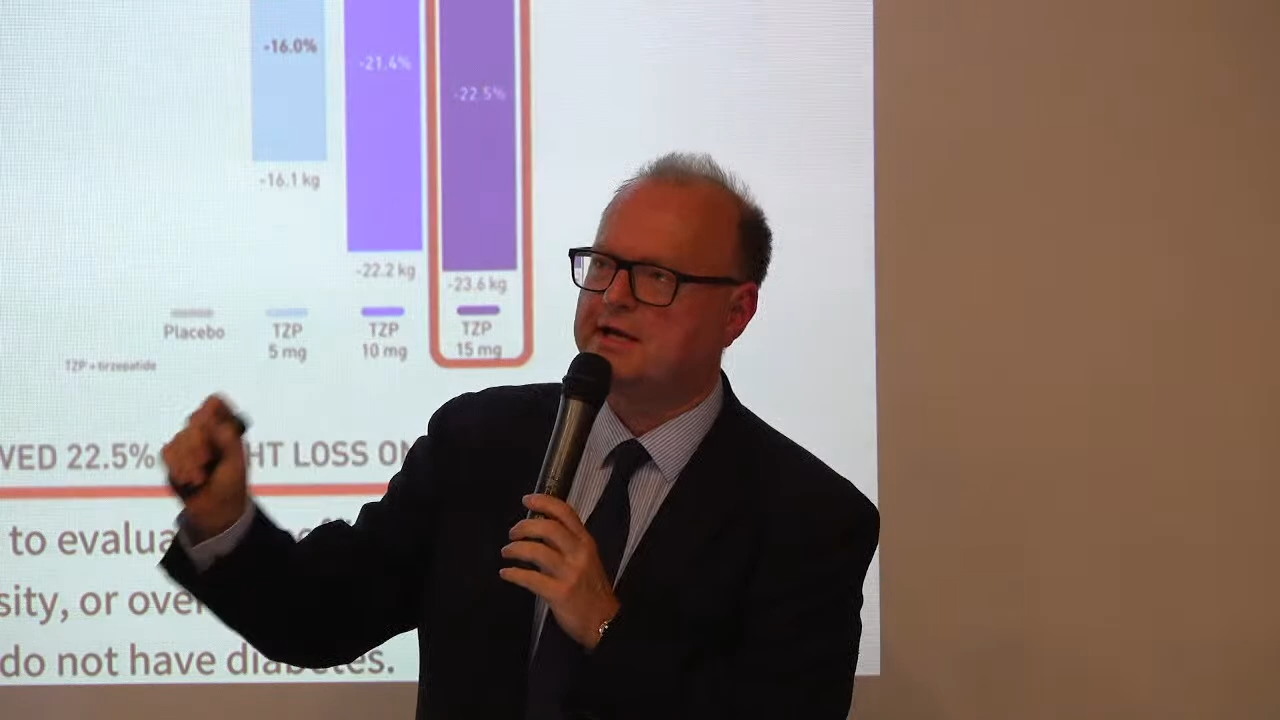 -16.0%
-21.4%
-22.5%
-16.1 kg
-22.2 kg
-23.6 kg
Placebo
TZP
5 mg
TZP
10 mg
TZP
15 mg
TZP = tirzepatide
WED 22.5% HT LOSS ON
to evalua
sity, or over
do not have diabetes.